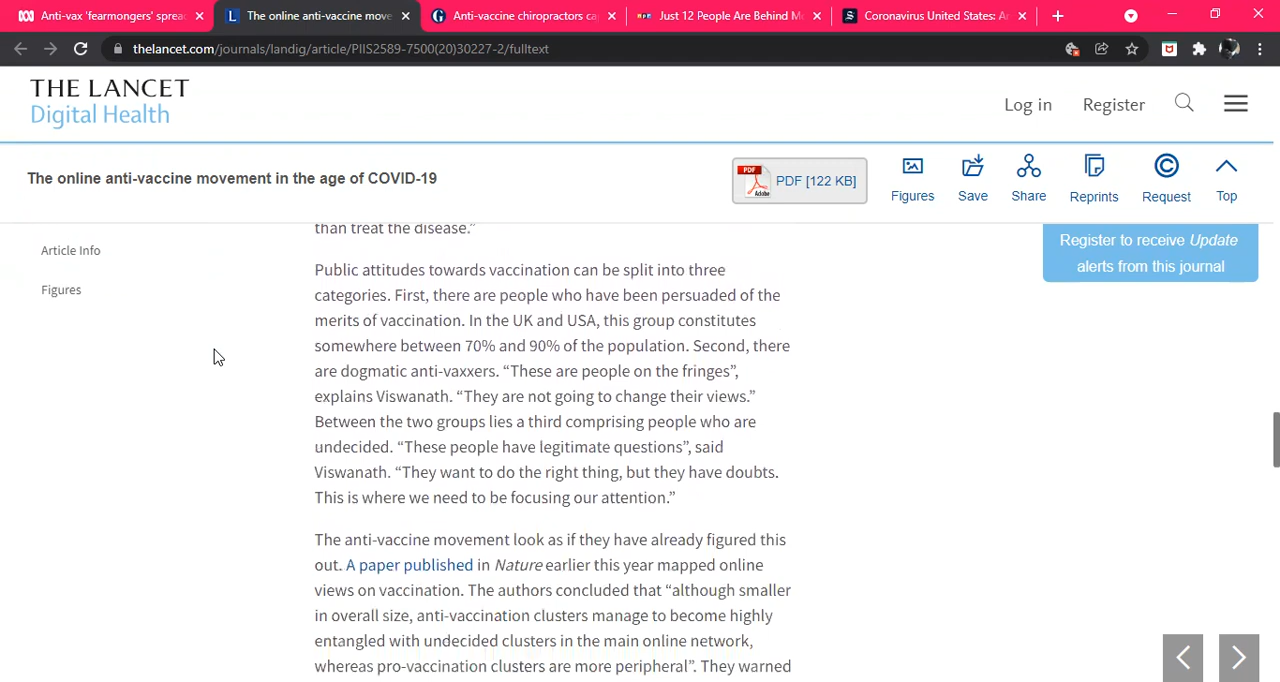 Anti-vax 'fearmongers' sprea
The online anti-vaccine move
Anti-vaccine chiropractors ca
Just 12 People Are Behind M
Coronavirus United States: A
thelancet.com/journals/landig/article/PIIS2589-7500(20)30227-2/fulltext
THE LANCET
Digital Health
Log in
Register
The online anti-vaccine movement in the age of COVID-19
PDF
Adobe
PDF [122 KB]
Figures
Save
Share
Reprints
Request
Top
Article Info
Figures
Register to receive Update
alerts from this journal
than treat the disease."
Public attitudes towards vaccination can be split into three
categories. First, there are people who have been persuaded of the
merits of vaccination. In the UK and USA, this group constitutes
somewhere between 70% and 90% of the population. Second, there
are dogmatic anti-vaxxers. “These are people on the fringes”,
explains Viswanath. “They are not going to change their views.”
Between the two groups lies a third comprising people who are
undecided. “These people have legitimate questions”, said
Viswanath. “They want to do the right thing, but they have doubts.
This is where we need to be focusing our attention.”
The anti-vaccine movement look as if they have already figured this
out. A paper published in Nature earlier this year mapped online
views on vaccination. The authors concluded that “although smaller
in overall size, anti-vaccination clusters manage to become highly
entangled with undecided clusters in the main online network,
whereas pro-vaccination clusters are more peripheral”. They warned